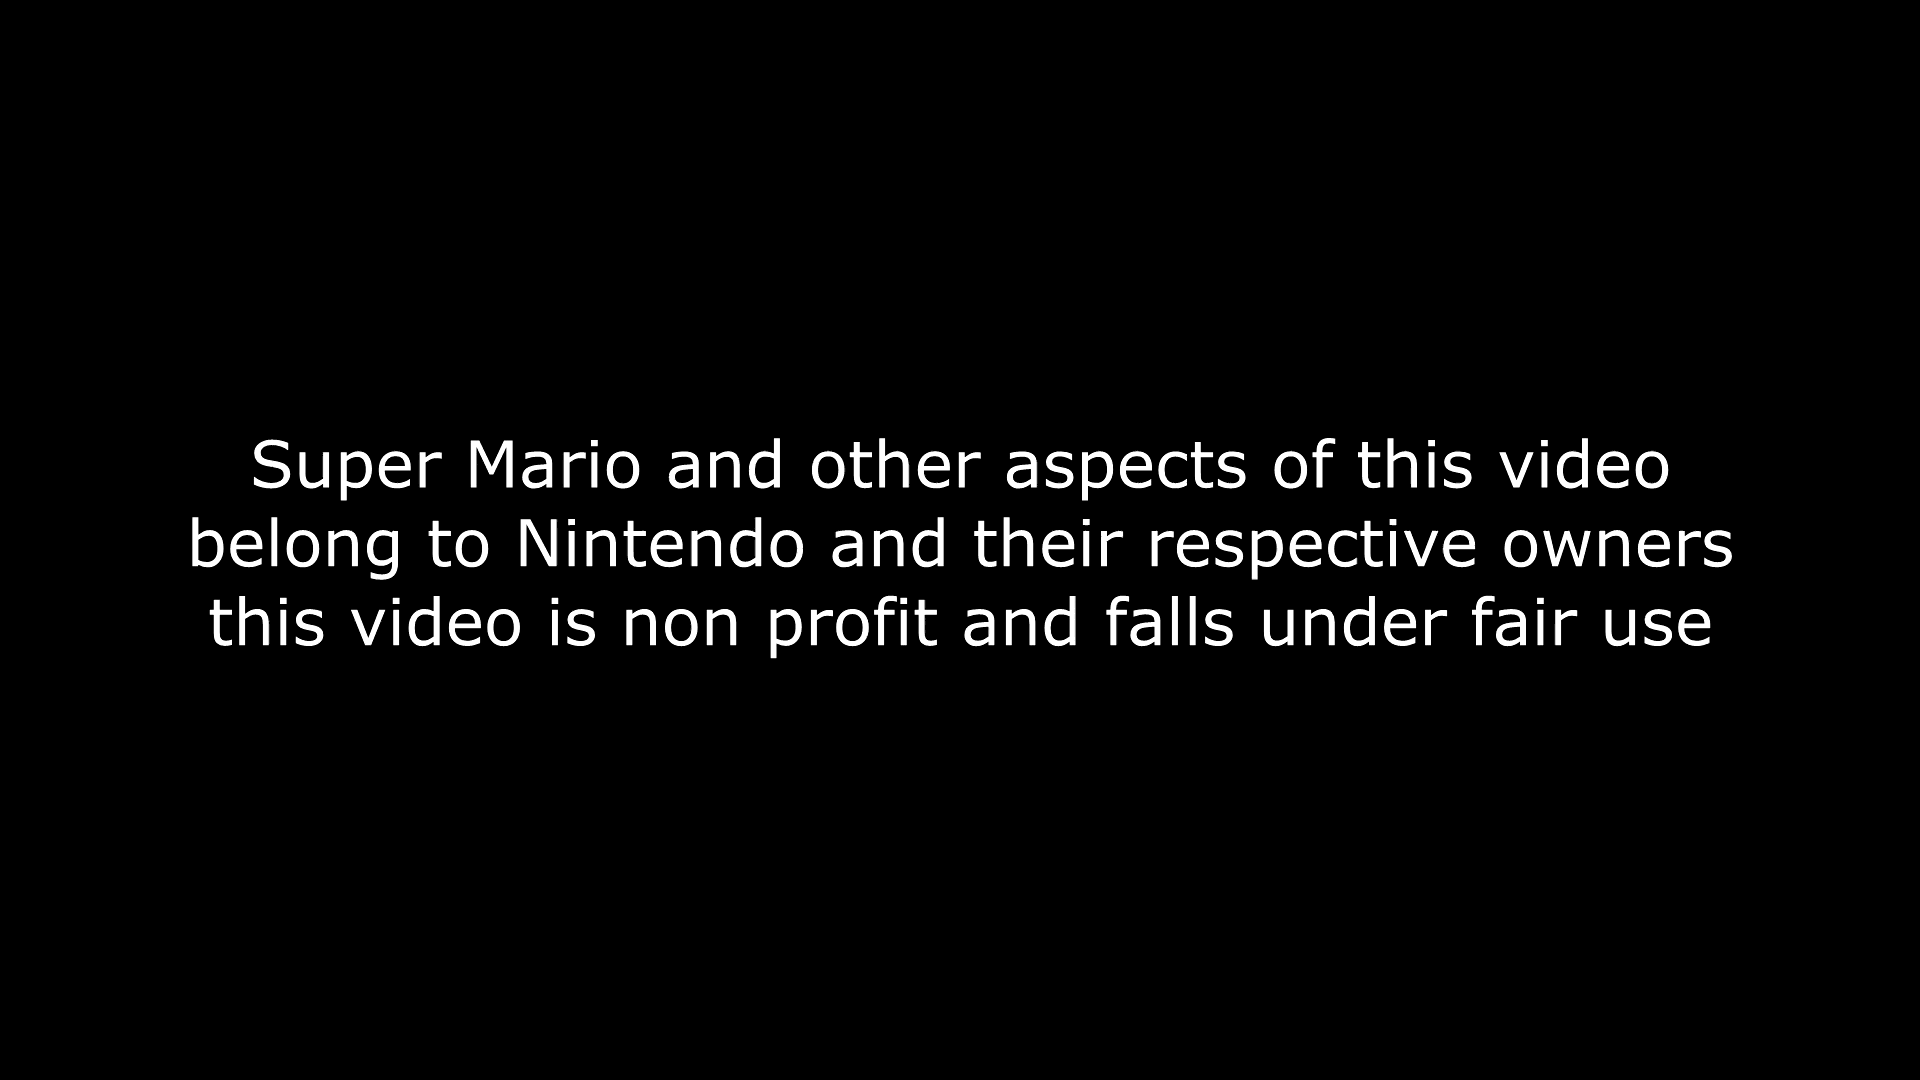 Super Mario and other aspects of this video
belong to Nintendo and their respective owners
this video is non profit and falls under fair use